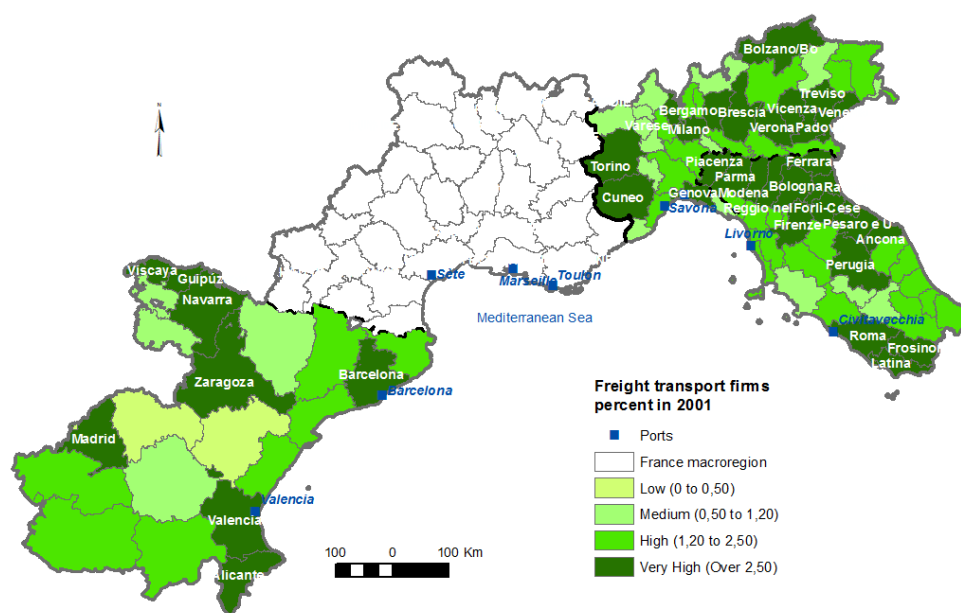 N
Bolzano/Bo
Treviso
Bergamo
Brescia
Vicenza
Vene
Varese
Milano
Verona
Padov
Torino
Piacenza
Ferrara
Parma
Cuneo
Genova
Modena
Bologna
Ra
Savona
Reggio nel
Forli-Cese
Livorno
Firenze
Pesaro e U
Ancona
Viscaya
Guipúz
Sète
Marseille
Toulon
Perugia
Navarra
Mediterranean Sea
Civitavecchia
Roma
Frosinon
Latina
Zaragoza
Barcelona
Barcelona
Freight transport firms
percent in 2001
Madrid
Ports
France macroregion
Low (0 to 0,50)
Valencia
Valencia
Medium (0,50 to 1,20)
High (1,20 to 2,50)
Very High (Over 2,50)
100 0 100 Km
Alicante